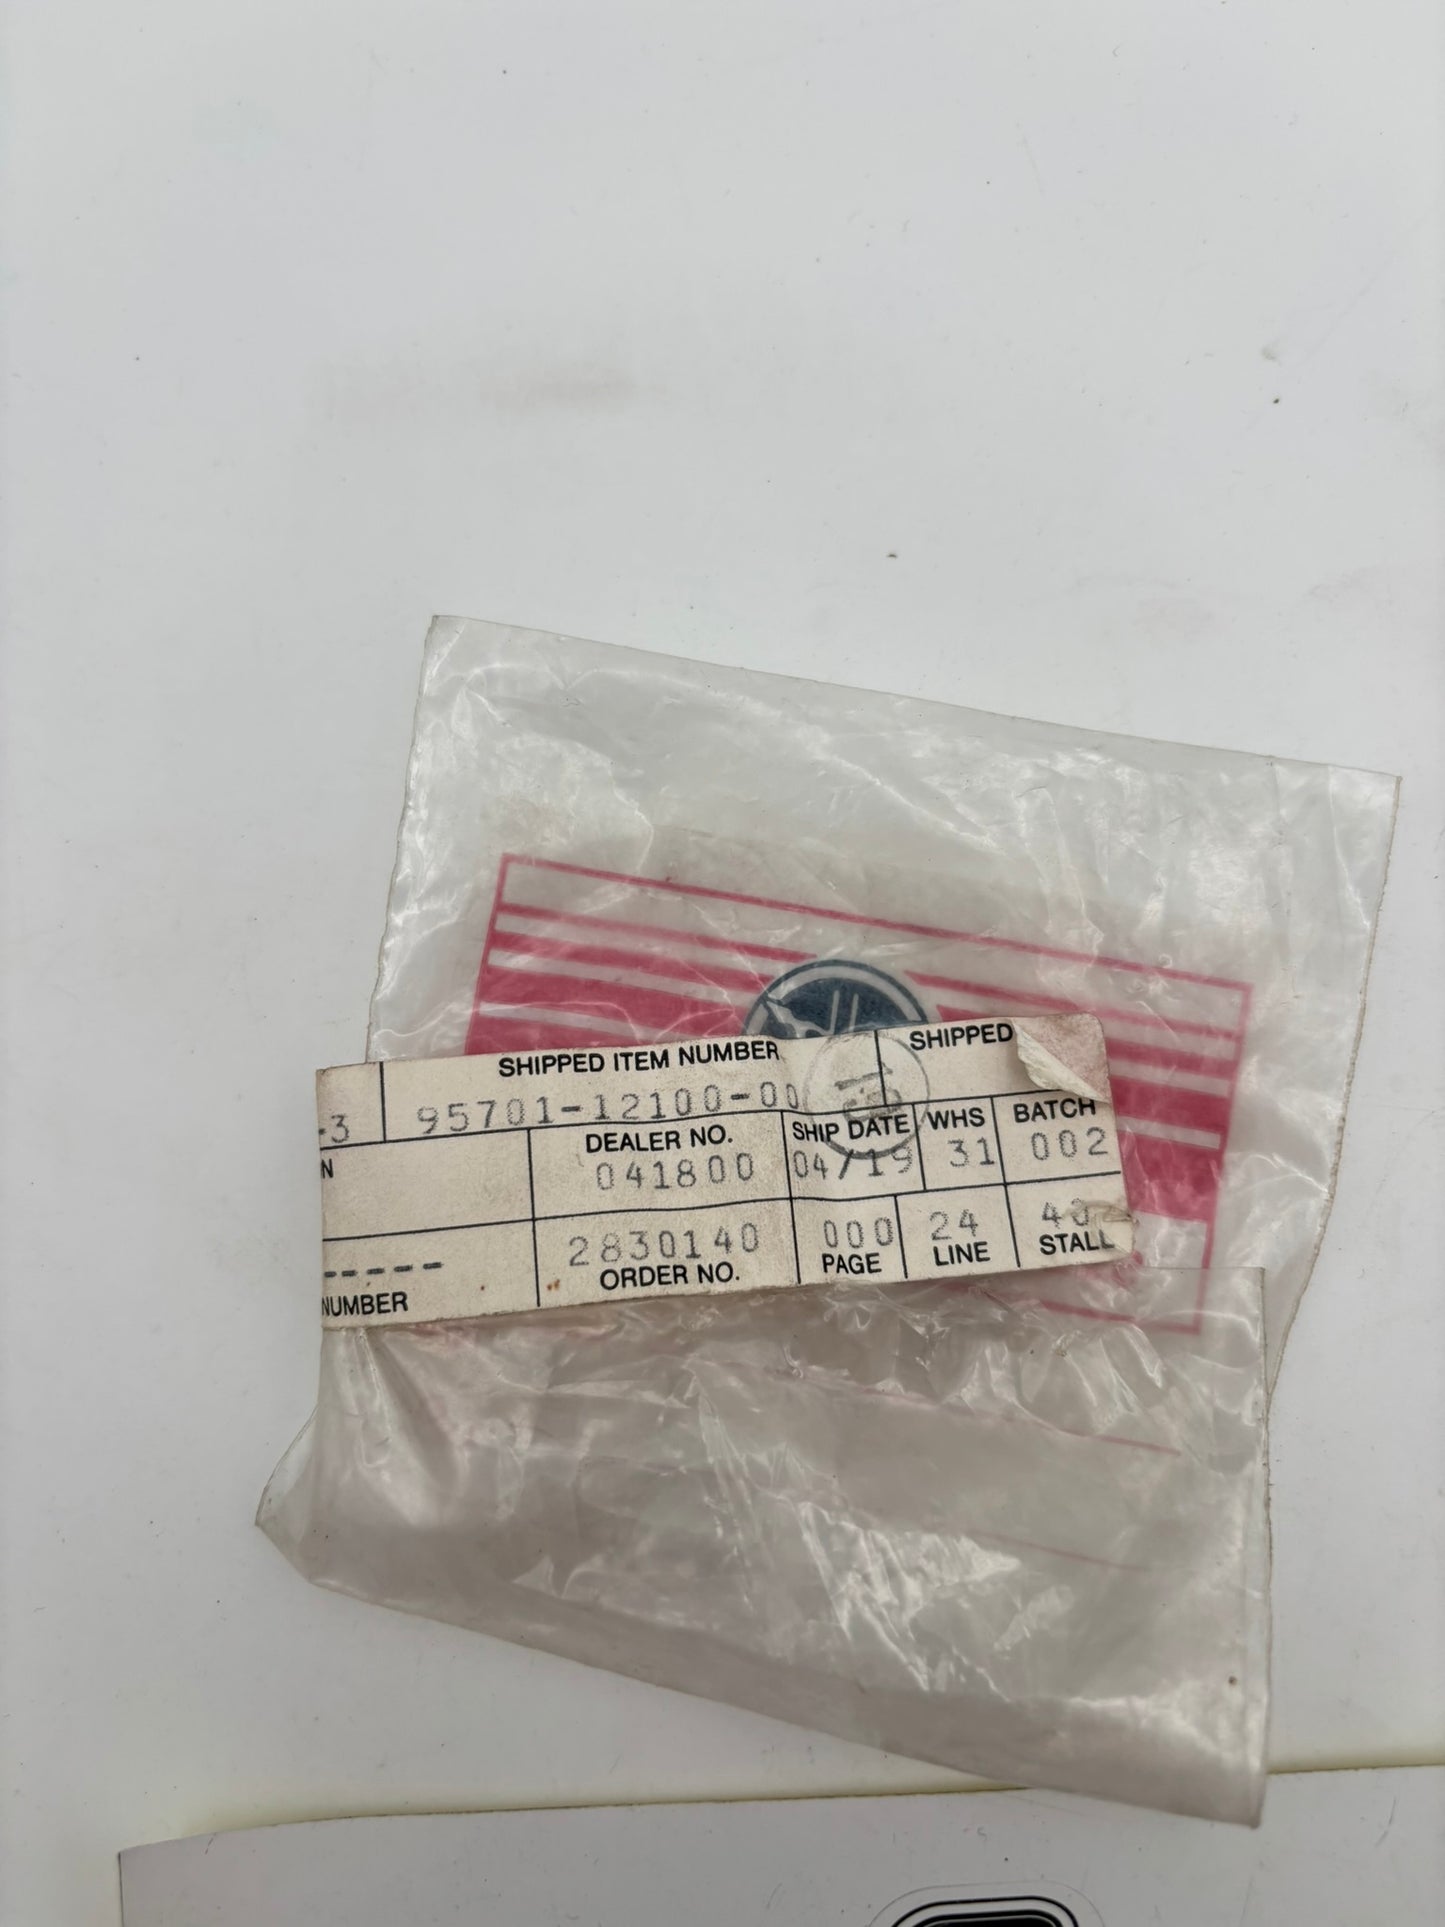 SHIPPED ITEM NUMBER SHIPPED
-3 95701-12100-00
DEALER NO. SHIP DATE WHS BATCH
041800 04/19 31 002
2830140 000 24
----- ORDER NO. PAGE LINE STALL
NUMBER